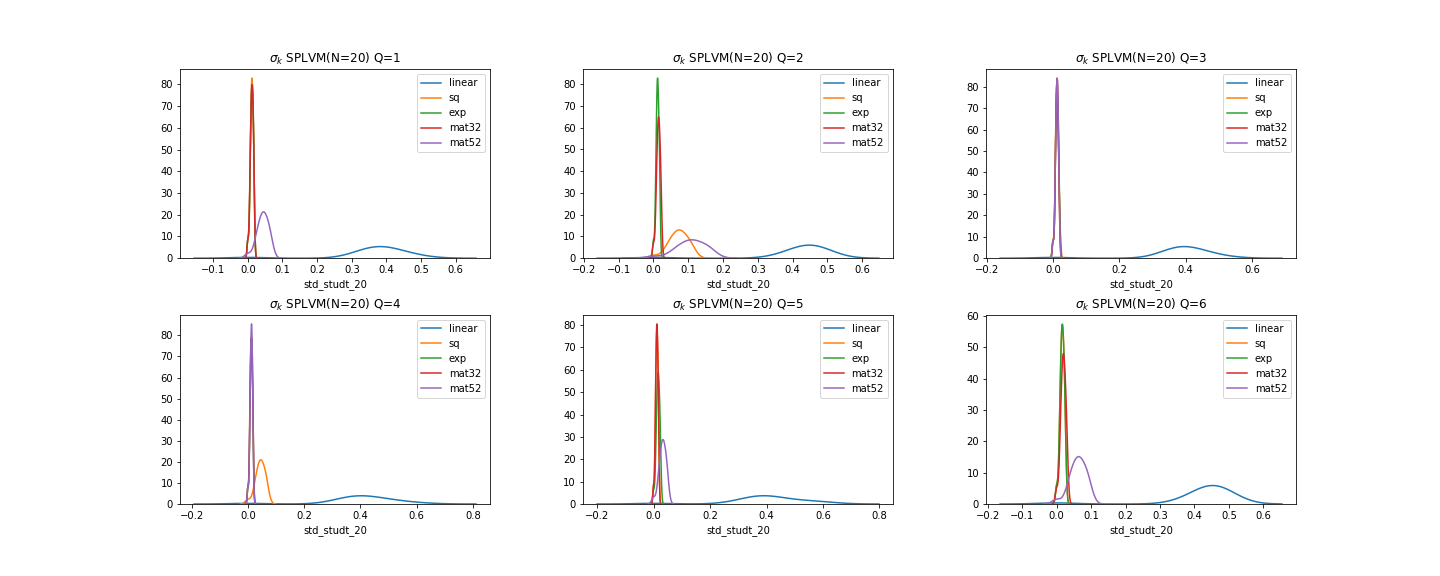 σk SPLVM(N=20) Q=1
80
70
60
50
40
30
20
10
0
−0.1 0.0 0.1 0.2 0.3 0.4 0.5 0.6
std_studt_20
linear
sq
exp
mat32
mat52
σk SPLVM(N=20) Q=2
80
70
60
50
40
30
20
10
0
−0.2 −0.1 0.0 0.1 0.2 0.3 0.4 0.5 0.6
std_studt_20
linear
sq
exp
mat32
mat52
σk SPLVM(N=20) Q=3
80
70
60
50
40
30
20
10
0
−0.2 0.0 0.2 0.4 0.6
std_studt_20
linear
sq
exp
mat32
mat52
σk SPLVM(N=20) Q=4
80
70
60
50
40
30
20
10
0
−0.2 0.0 0.2 0.4 0.6 0.8
std_studt_20
linear
sq
exp
mat32
mat52
σk SPLVM(N=20) Q=5
80
70
60
50
40
30
20
10
0
−0.2 0.0 0.2 0.4 0.6 0.8
std_studt_20
linear
sq
exp
mat32
mat52
σk SPLVM(N=20) Q=6
60
50
40
30
20
10
0
−0.2 −0.1 0.0 0.1 0.2 0.3 0.4 0.5 0.6
std_studt_20
linear
sq
exp
mat32
mat52